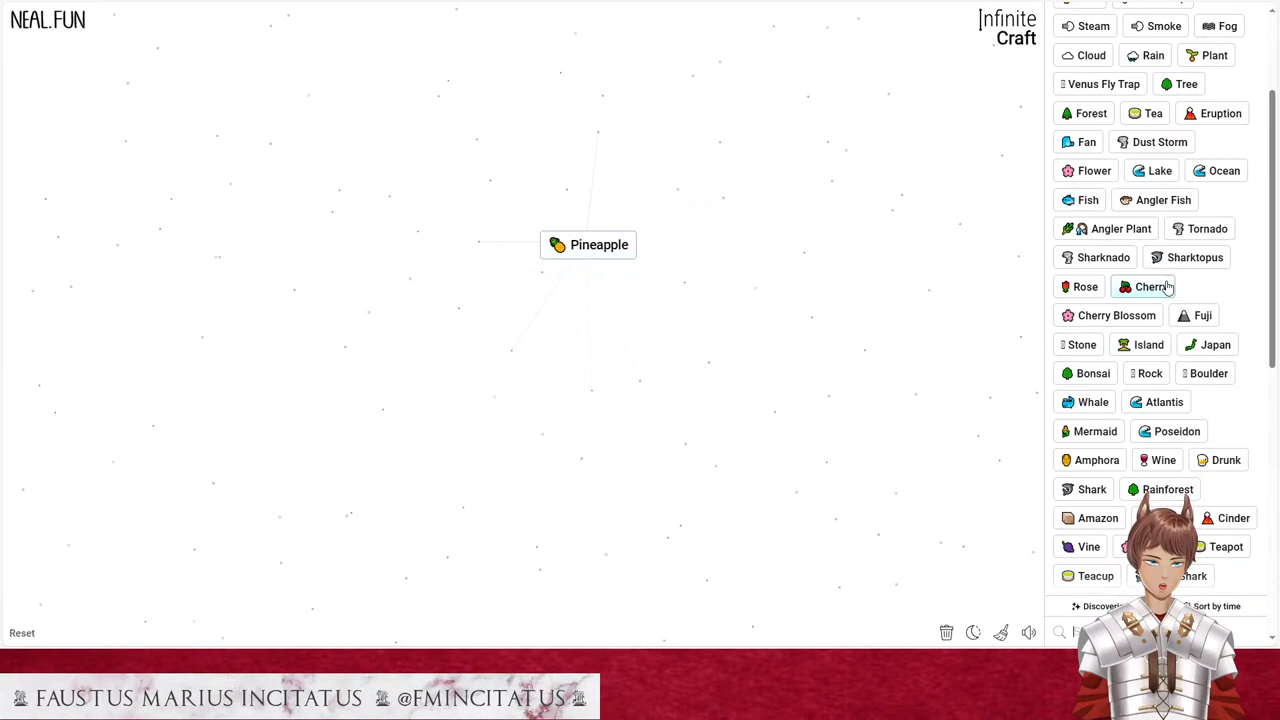 NEAL.FUN
Infinite
Craft
Pineapple
Steam Smoke Fog
Cloud Rain Plant
Venus Fly Trap Tree
Forest Tea Eruption
Fan Dust Storm
Flower Lake Ocean
Fish Angler Fish
Angler Plant Tornado
Sharknado Sharktopus
Rose Cherry
Cherry Blossom Fuji
Stone Island Japan
Bonsai Rock Boulder
Whale Atlantis
Mermaid Poseidon
Amphora Wine Drunk
Shark Rainforest
Amazon Cinder
Vine Teapot
Teacup Shark
Sort by time
Reset
FAUSTUS MARIUS INCITATUS @FMINCITATUS